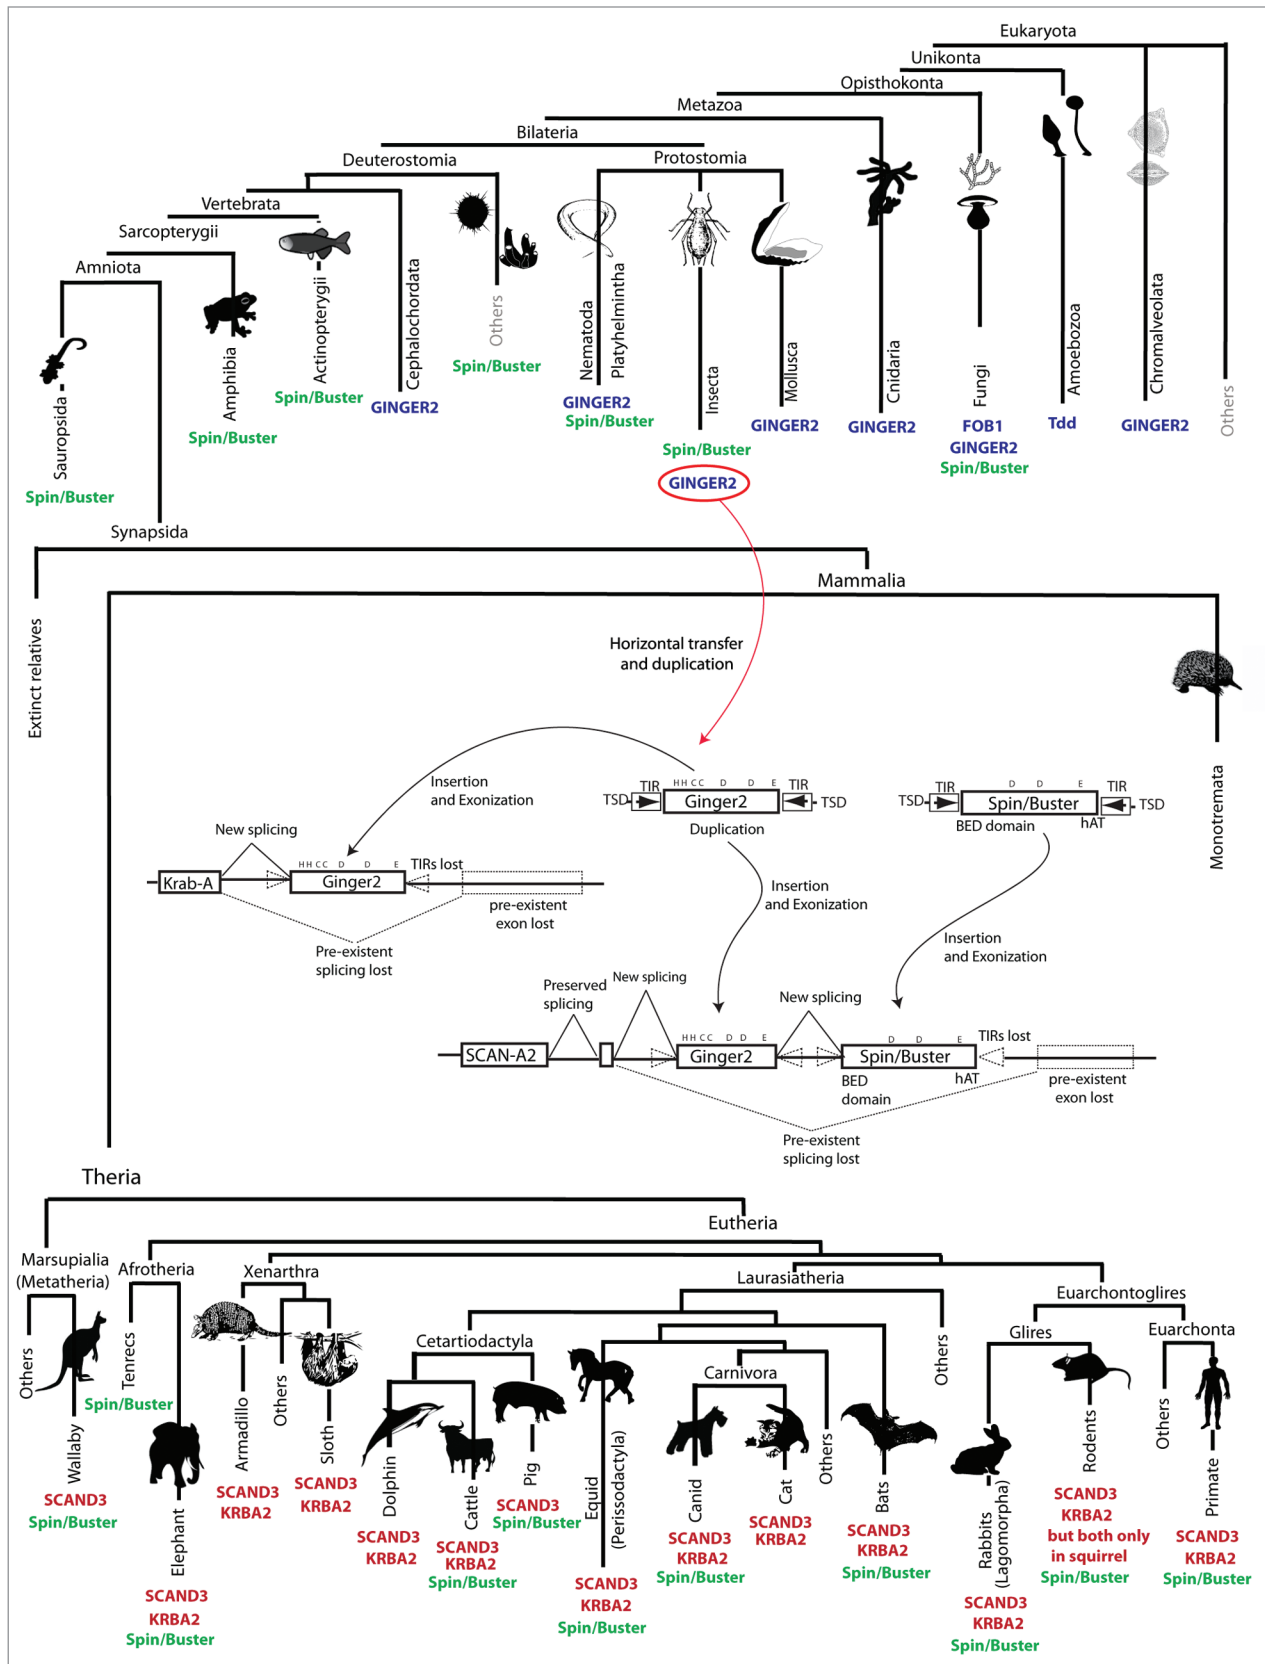 Eukaryota
Unikonta
Opisthokonta
Metazoa
Bilateria
Deuterostomia
Protostomia
Vertebrata
Sarcopterygii
Amniota
Sauropsida
Spin/Buster
Amphibia
Spin/Buster
Actinopterygii
Spin/Buster
Cephalochordata
GINGER2
Others
Spin/Buster
Nematoda
Platyhelmintha
GINGER2
Spin/Buster
Insecta
Spin/Buster
GINGER2
Mollusca
GINGER2
Cnidaria
GINGER2
Fungi
FOB1
GINGER2
Spin/Buster
Amoebozoa
Tdd
Chromalveolata
GINGER2
Others
Synapsida
Mammalia
Extinct relatives
Monotremata
Horizontal transfer
and duplication
Insertion
and Exonization
TSD
TIR
H H C C D D E
Ginger2
TIR
TSD
Duplication
TSD
TIR
D D E
Spin/Buster
TIR
TSD
BED domain
hAT
New splicing
Krab-A
H H C C D D E
Ginger2
TIRs lost
pre-existent
exon lost
Pre-existent
splicing lost
Insertion
and Exonization
Insertion
and Exonization
Preserved
splicing
New splicing
New splicing
SCAN-A2
H H C C D D E
Ginger2
D D E
Spin/Buster
TIRs lost
BED
domain
hAT
pre-existent
exon lost
Pre-existent
splicing lost
Theria
Eutheria
Marsupialia
(Metatheria)
Others
Wallaby
SCAND3
Spin/Buster
Afrotheria
Tenrecs
Spin/Buster
Elephant
SCAND3
KRBA2
Spin/Buster
Xenarthra
Armadillo
SCAND3
KRBA2
Others
Sloth
SCAND3
KRBA2
Laurasiatheria
Cetartiodactyla
Dolphin
SCAND3
KRBA2
Cattle
SCAND3
KRBA2
Spin/Buster
Pig
SCAND3
Spin/Buster
Equid
(Perissodactyla)
SCAND3
KRBA2
Spin/Buster
Carnivora
Canid
SCAND3
KRBA2
Spin/Buster
Cat
SCAND3
KRBA2
Others
Bats
SCAND3
KRBA2
Spin/Buster
Others
Euarchontoglires
Glires
Rabbits
(Lagomorpha)
SCAND3
KRBA2
Spin/Buster
Rodents
SCAND3
KRBA2
but both only
in squirrel
Spin/Buster
Euarchonta
Others
Primate
SCAND3
KRBA2
Spin/Buster